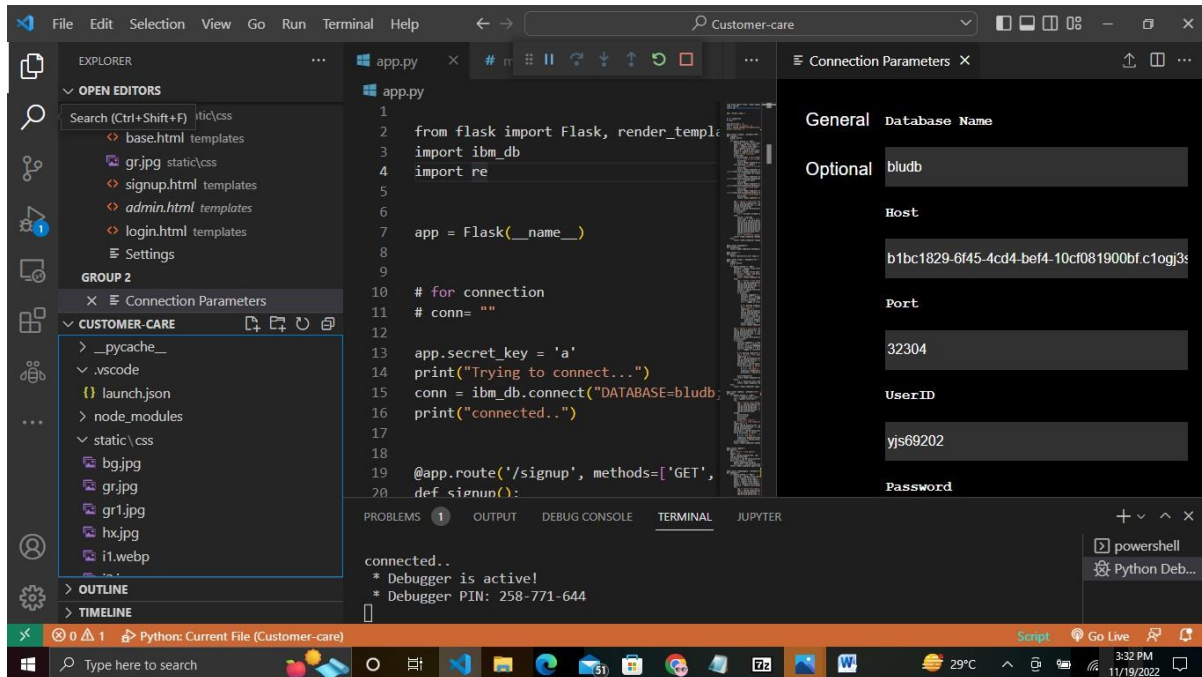 File Edit Selection View Go Run Terminal Help
Customer-care
EXPLORER
OPEN EDITORS
Search (Ctrl+Shift+F) tic\css
base.html templates
gr.jpg static\css
signup.html templates
admin.html templates
login.html templates
Settings
GROUP 2
Connection Parameters
CUSTOMER-CARE
__pycache__
.vscode
{} launch.json
node_modules
static\css
bg.jpg
gr.jpg
gr1.jpg
hx.jpg
i1.webp
OUTLINE
TIMELINE
app.py
# m
app.py
1
2 from flask import Flask, render_templa
3 import ibm_db
4 import re
5
6
7 app = Flask(__name__)
8
9
10 # for connection
11 # conn= ""
12
13 app.secret_key = 'a'
14 print("Trying to connect...")
15 conn = ibm_db.connect("DATABASE=bludb;
16 print("connected..")
17
18
19 @app.route('/signup', methods=['GET',
20 def signup():
Connection Parameters
General
Optional
Database Name
bludb
Host
b1bc1829-6f45-4cd4-bef4-10cf081900bf.c1ogj3s
Port
32304
UserID
yjs69202
Password
PROBLEMS 1 OUTPUT DEBUG CONSOLE TERMINAL JUPYTER
connected..
* Debugger is active!
* Debugger PIN: 258-771-644
powershell
Python Deb...
0 1 Python: Current File (Customer-care)
Script Go Live
Type here to search
51
7z
W
29°C
3:32 PM
11/19/2022